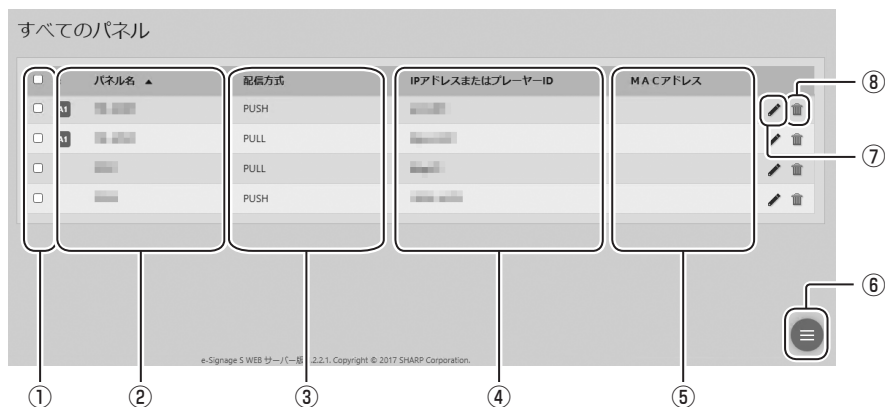 すべてのパネル
パネル名 ▲ 配信方式 IPアドレスまたはプレーヤーID MACアドレス
⑧
PUSH
PULL
⑦
PULL
PUSH
⑥
e-Signage S WEB サーバー版 .2.2.1. Copyright © 2017 SHARP Corporation.
① ② ③ ④ ⑤